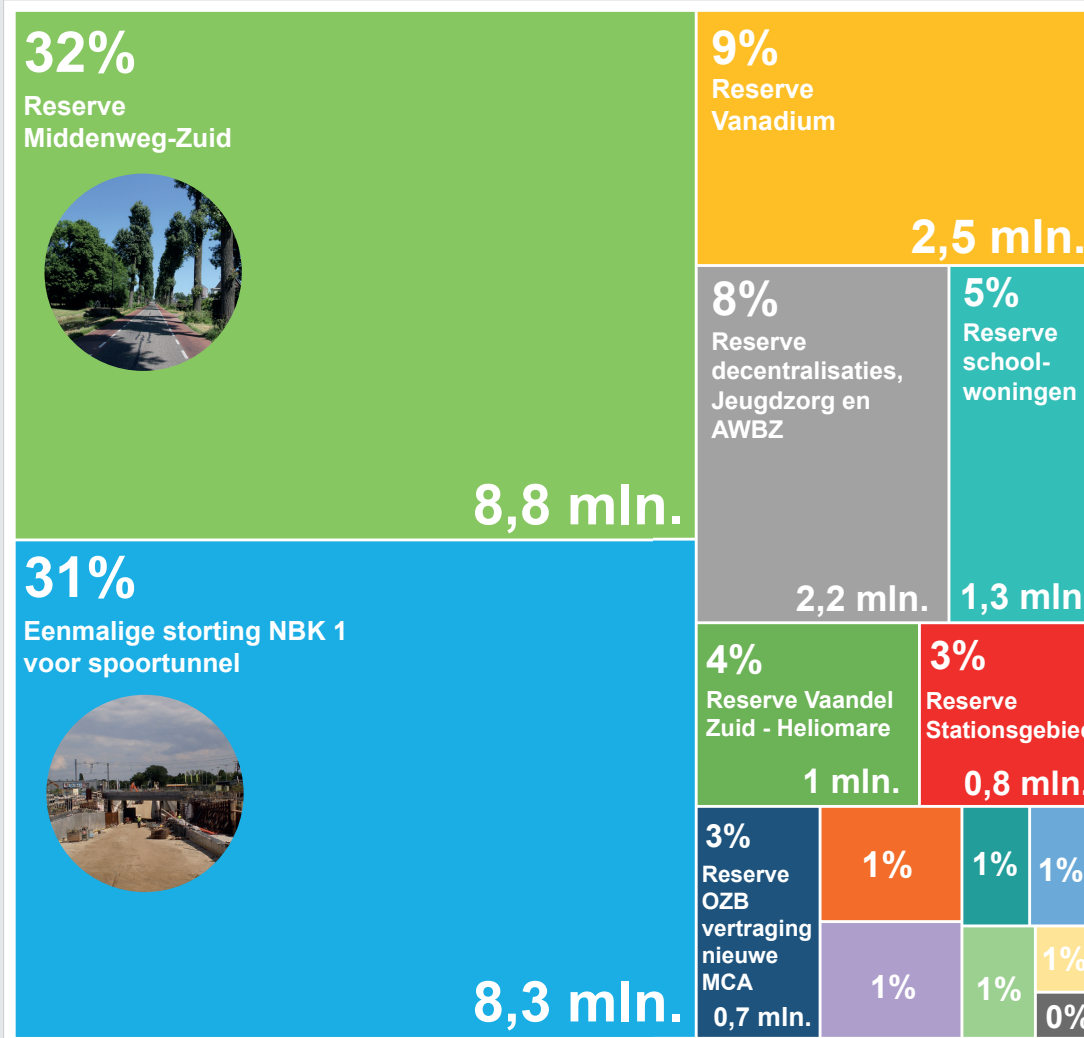 32%
Reserve
Middenweg-Zuid
8,8 mln.
31%
Eenmalige storting NBK 1
voor spoortunnel
8,3 mln.
9%
Reserve
Vanadium
2,5 mln.
8%
Reserve
decentralisaties,
Jeugdzorg en
AWBZ
2,2 mln.
5%
Reserve
school-
woningen
1,3 mln
4%
Reserve Vaandel
Zuid - Heliomare
1 mln.
3%
Reserve
Stationsgebied
0,8 mln.
3%
Reserve
OZB
vertraging
nieuwe
MCA
0,7 mln.
1%
1%
1%
1%
1%
1%
0%